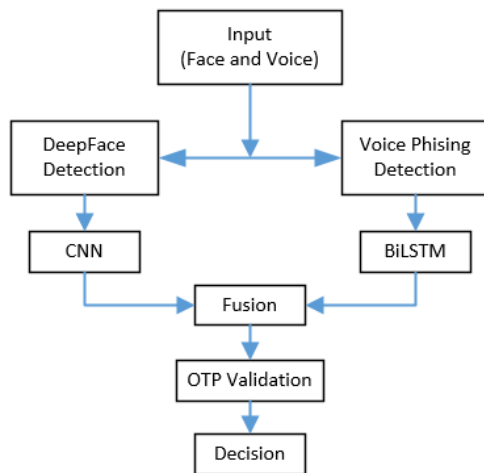 Input
(Face and Voice)
DeepFace
Detection
Voice Phising
Detection
CNN
BiLSTM
Fusion
OTP Validation
Decision